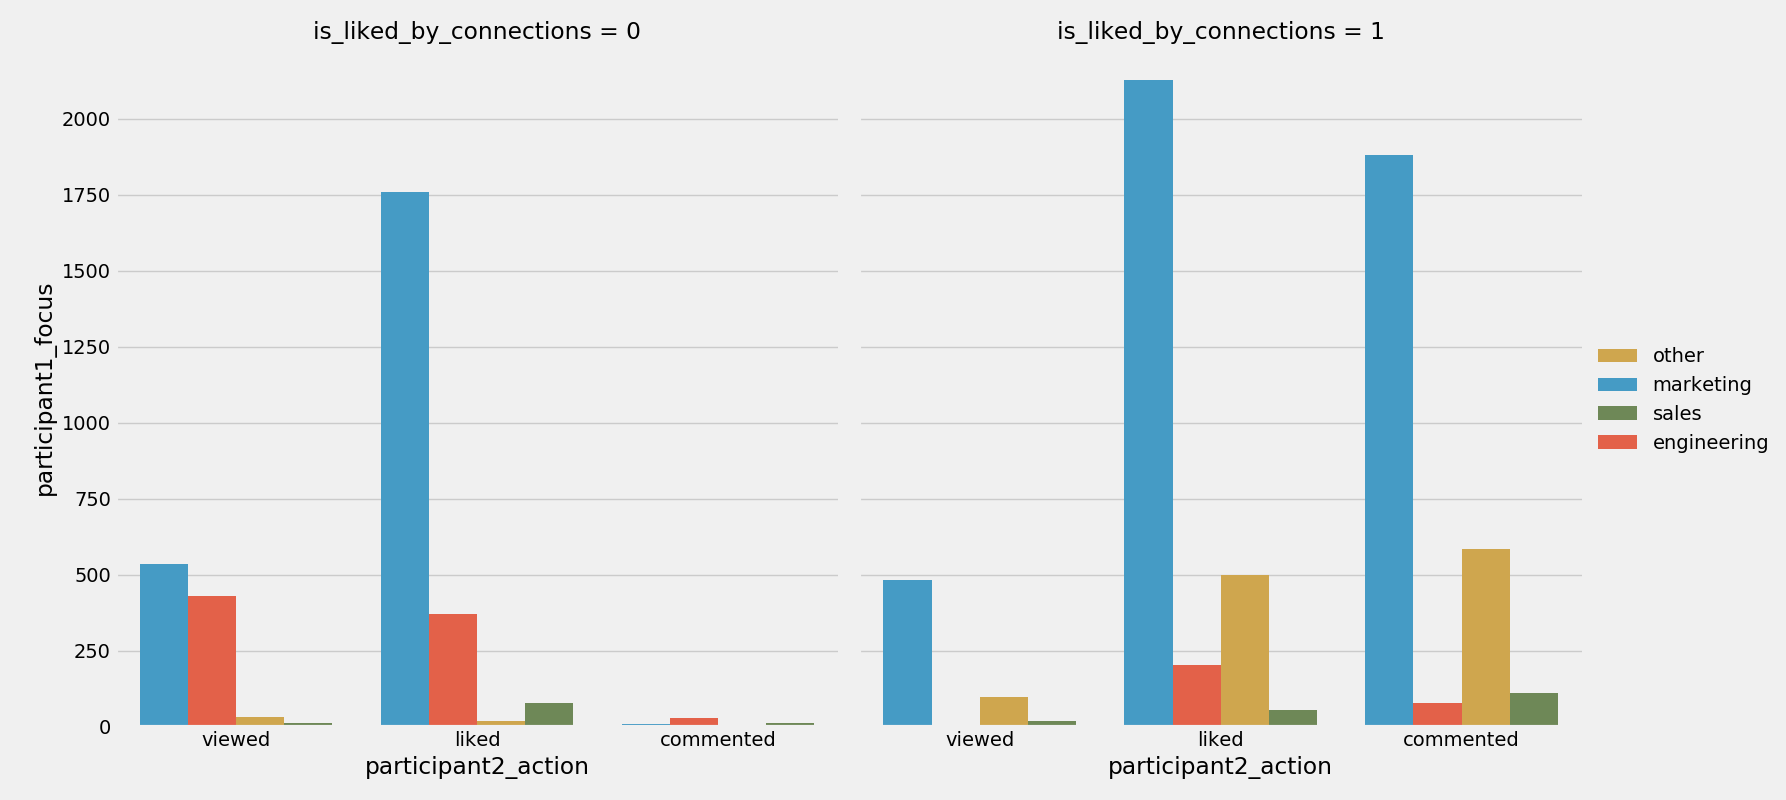 is_liked_by_connections = 0
is_liked_by_connections = 1
participant1_focus
2000
1750
1500
1250
1000
750
500
250
0
viewed liked commented
participant2_action
viewed liked commented
participant2_action
other
marketing
sales
engineering